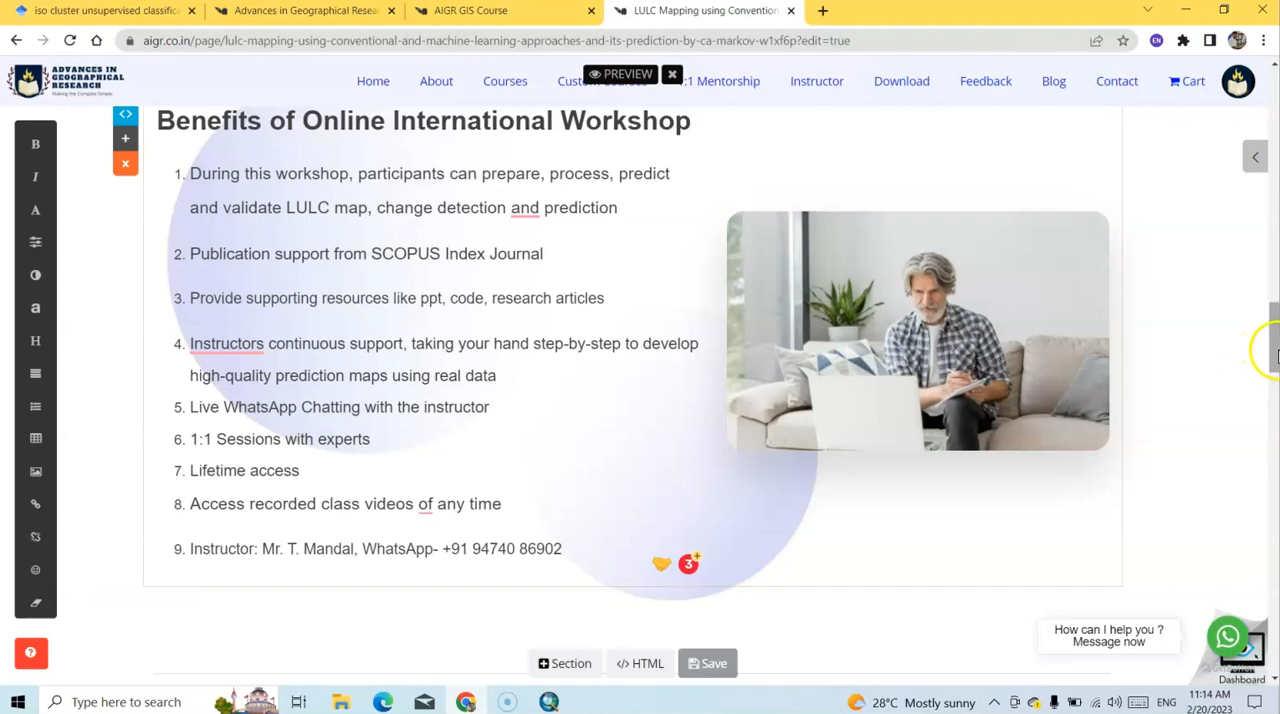 iso cluster unsupervised classific
Advances in Geographical Resea
AIGR GIS Course
LULC Mapping using Convention
aigr.co.in/page/lulc-mapping-using-conventional-and-machine-learning-approaches-and-its-prediction-by-ca-markov-w1xf6p?edit=true
EN
ADVANCES IN
GEOGRAPHICAL
RESEARCH
Making the Complex Simple
Home
About
Courses
PREVIEW
:1 Mentorship
Instructor
Download
Feedback
Blog
Contact
Cart
Benefits of Online International Workshop
1. During this workshop, participants can prepare, process, predict
and validate LULC map, change detection and prediction
2. Publication support from SCOPUS Index Journal
3. Provide supporting resources like ppt, code, research articles
4. Instructors continuous support, taking your hand step-by-step to develop
high-quality prediction maps using real data
5. Live WhatsApp Chatting with the instructor
6. 1:1 Sessions with experts
7. Lifetime access
8. Access recorded class videos of any time
9. Instructor: Mr. T. Mandal, WhatsApp- +91 94740 86902
3
B
I
A
a
H
Section
</> HTML
Save
How can I help you ?
Message now
Dashboard
Type here to search
28°C Mostly sunny
ENG
11:14 AM
2/20/2023